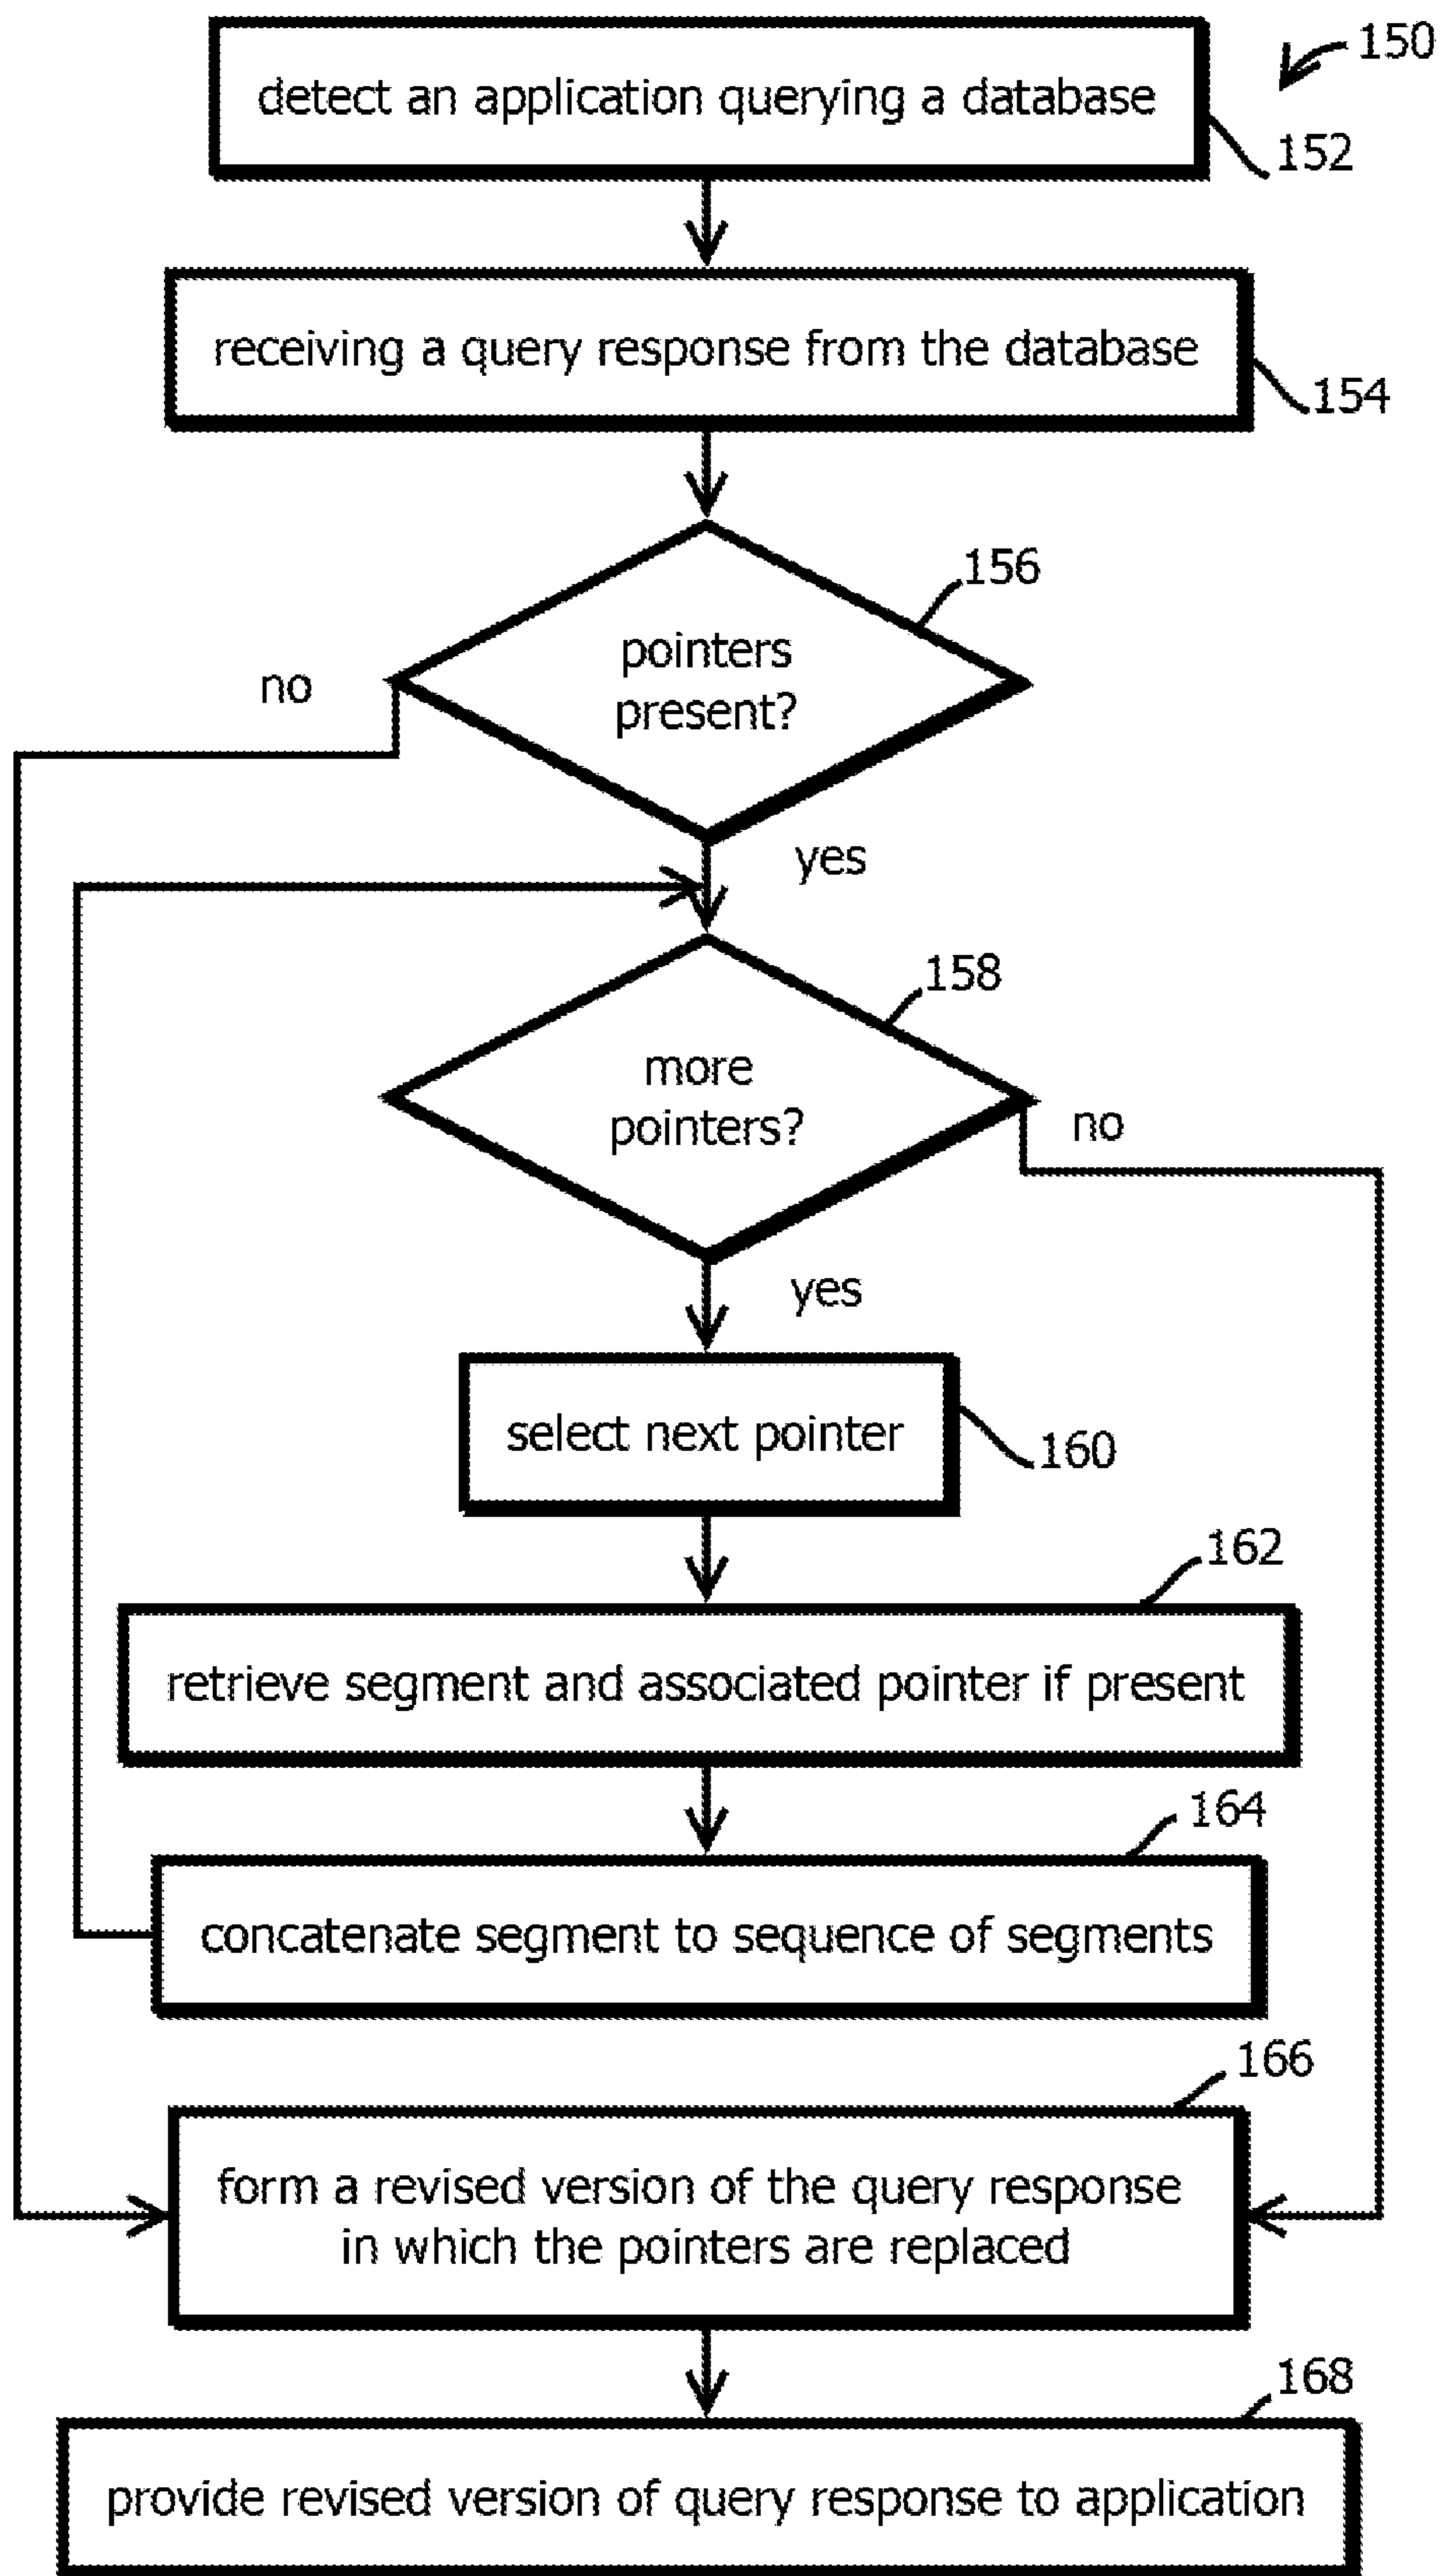 150
detect an application querying a database
152
receiving a query response from the database
154
156
pointers
present?
no
yes
158
more
pointers?
no
yes
select next pointer
160
162
retrieve segment and associated pointer if present
164
concatenate segment to sequence of segments
166
form a revised version of the query response
in which the pointers are replaced
168
provide revised version of query response to application